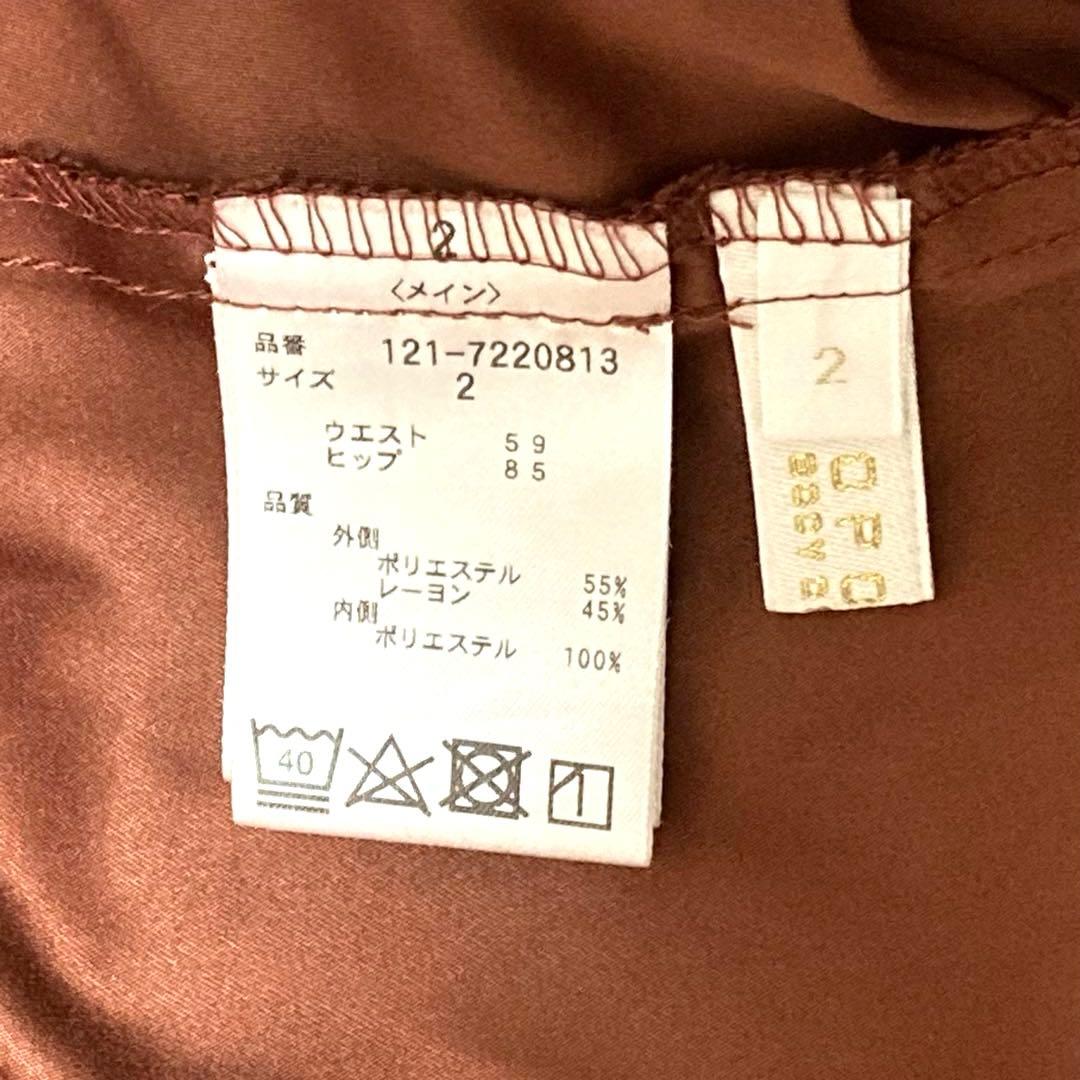 2
〈メイン〉
品番 121-7220813
サイズ 2
ウエスト 59
ヒップ 85
品質
外側
ポリエステル 55%
レーヨン 45%
内側
ポリエステル 100%
40
2